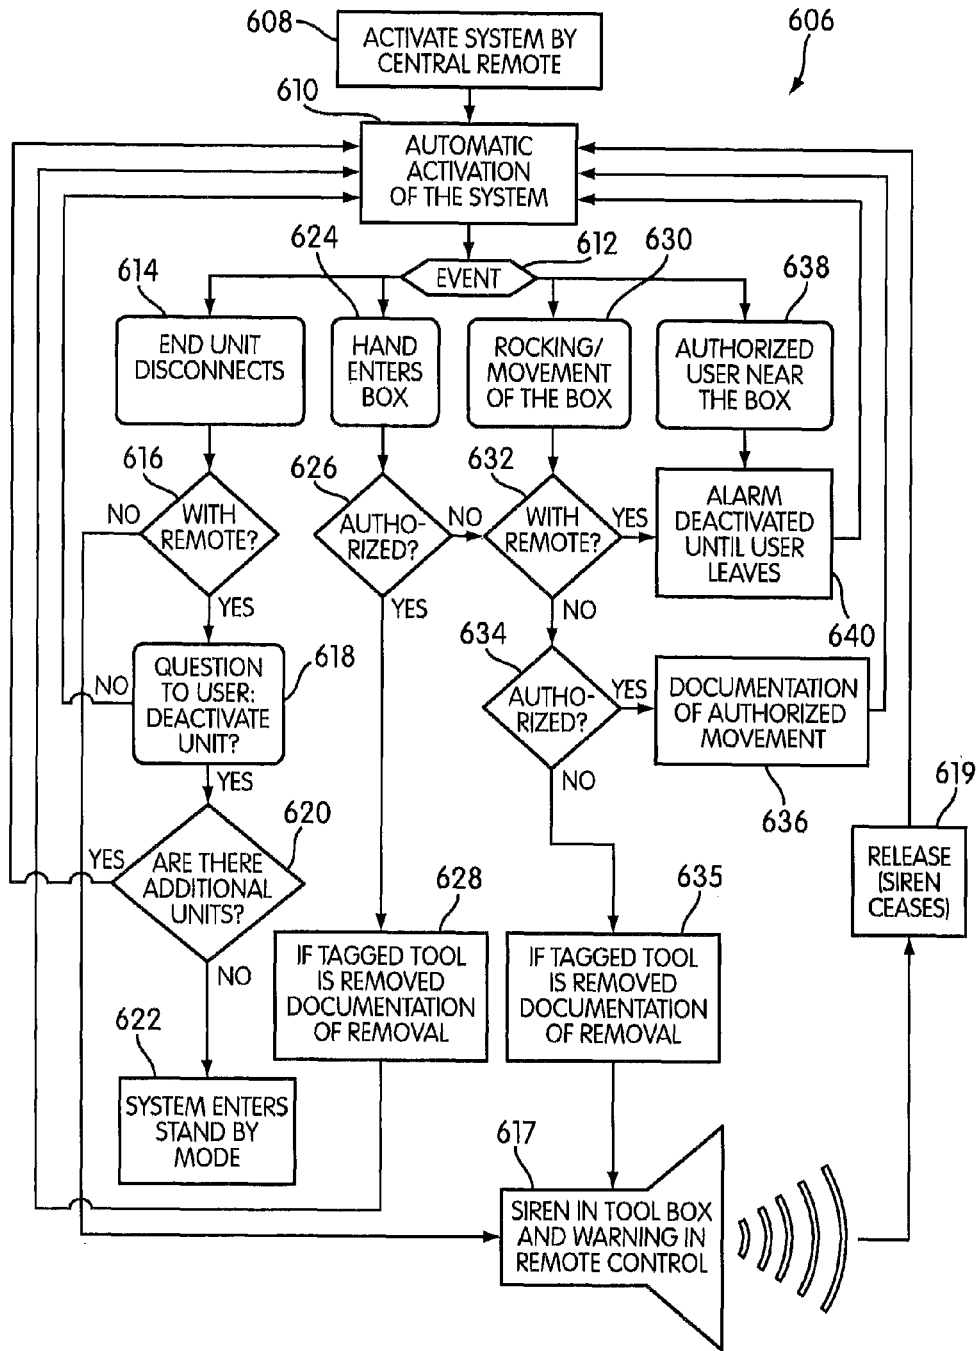 608
ACTIVATE SYSTEM BY
CENTRAL REMOTE
606
610
AUTOMATIC
ACTIVATION
OF THE SYSTEM
624
612
EVENT
630
614
638
END UNIT
DISCONNECTS
HAND
ENTERS
BOX
ROCKING/
MOVEMENT
OF THE BOX
AUTHORIZED
USER NEAR
THE BOX
616
626
632
NO
WITH
REMOTE?
AUTHO-
RIZED?
NO
WITH
REMOTE?
YES
ALARM
DEACTIVATED
UNTIL USER
LEAVES
YES
YES
NO
640
634
618
NO
QUESTION
TO USER:
DEACTIVATE
UNIT?
AUTHO-
RIZED?
YES
DOCUMENTATION
OF AUTHORIZED
MOVEMENT
YES
NO
636
619
620
YES
ARE THERE
ADDITIONAL
UNITS?
RELEASE
(SIREN
CEASES)
628
635
NO
IF TAGGED TOOL
IS REMOVED
DOCUMENTATION
OF REMOVAL
IF TAGGED TOOL
IS REMOVED
DOCUMENTATION
OF REMOVAL
622
SYSTEM ENTERS
STAND BY
MODE
617
SIREN IN TOOL BOX
AND WARNING IN
REMOTE CONTROL